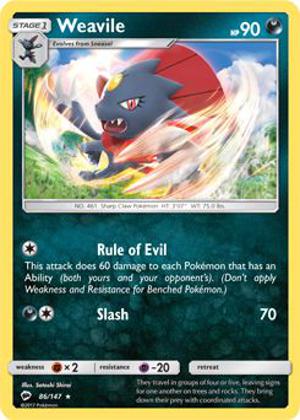 STAGE 1 Weavile HP 90
Evolves from Sneasel
NO. 461 Sharp Claw Pokémon HT: 3'07" WT: 75.0 lbs.
Rule of Evil
This attack does 60 damage to each Pokémon that has an
Ability (both yours and your opponent's). (Don't apply
Weakness and Resistance for Benched Pokémon.)
Slash 70
weakness ×2 resistance -20 retreat
Illus. Satoshi Shirai
86/147 ★
©2017 Pokémon
They travel in groups of four or five, leaving signs
for one another on trees and rocks. They bring
down their prey with coordinated attacks.